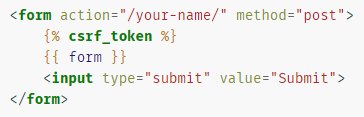 <form action="/your-name/" method="post">
    {% csrf_token %}
    {{ form }}
    <input type="submit" value="Submit">
</form>